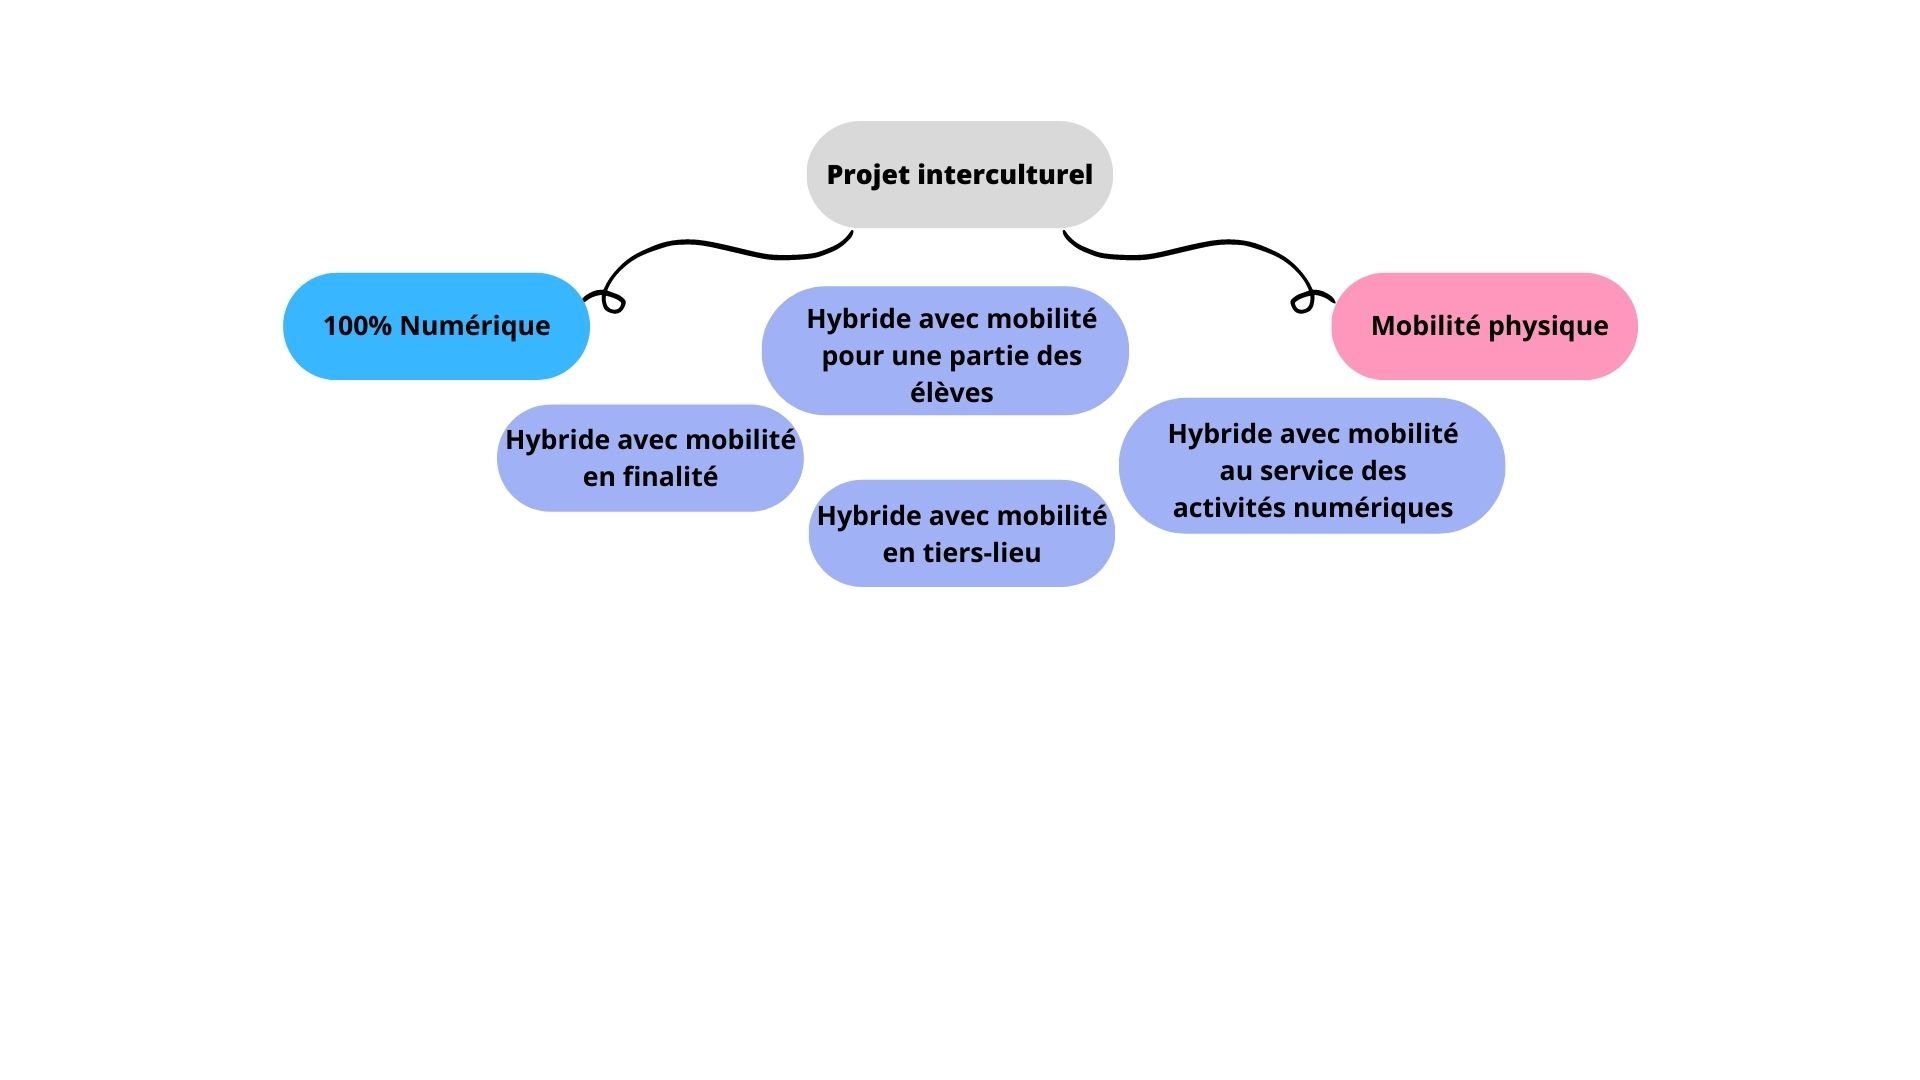 Projet interculturel
100% Numérique
Hybride avec mobilité
pour une partie des
élèves
Mobilité physique
Hybride avec mobilité
en finalité
Hybride avec mobilité
au service des
activités numériques
Hybride avec mobilité
en tiers-lieu